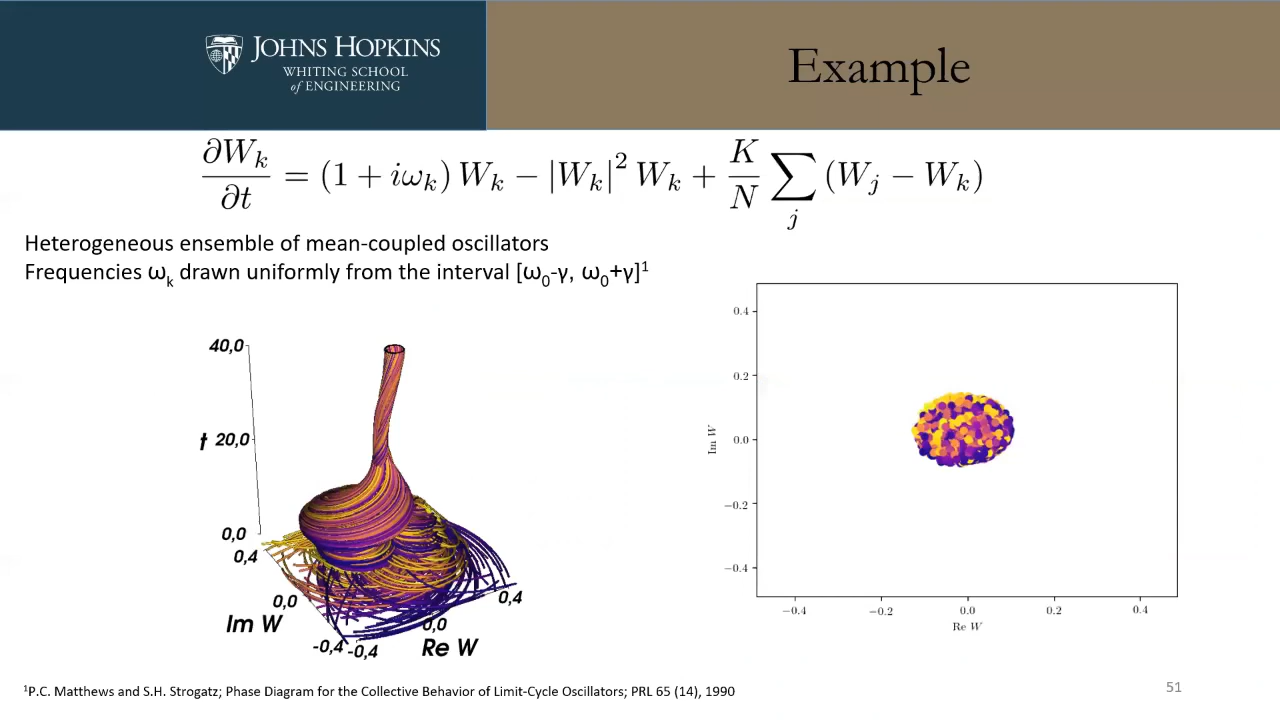 JOHNS HOPKINS
WHITING SCHOOL
of ENGINEERING
Example
∂W_k/∂t = (1 + iω_k) W_k − |W_k|² W_k + K/N ∑_j (W_j − W_k)
Heterogeneous ensemble of mean-coupled oscillators
Frequencies ω_k drawn uniformly from the interval [ω_0-γ, ω_0+γ]¹
40,0
t 20,0
0,0
0,4
0,0
Im W
-0,4
-0,4
0,0
Re W
0,4
0.4
0.2
0.0
−0.2
−0.4
Im W
−0.4 −0.2 0.0 0.2 0.4
Re W
¹P.C. Matthews and S.H. Strogatz; Phase Diagram for the Collective Behavior of Limit-Cycle Oscillators; PRL 65 (14), 1990
51